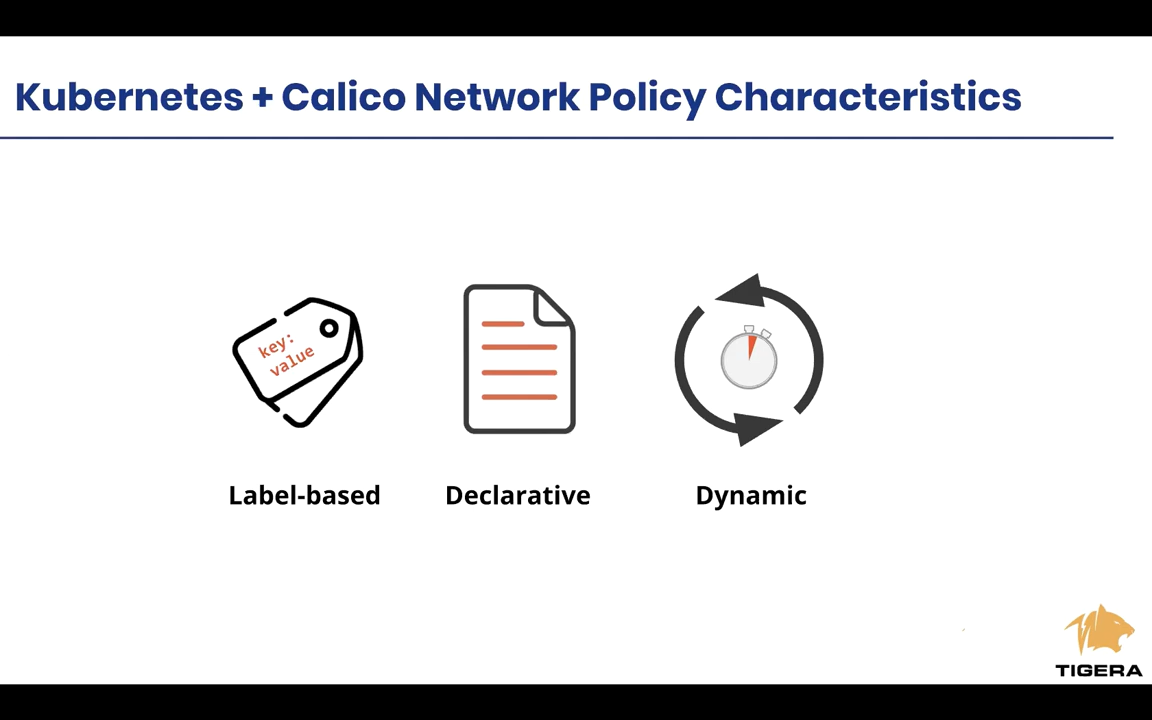 Kubernetes + Calico Network Policy Characteristics
key:
value
Label-based
Declarative
Dynamic
TIGERA